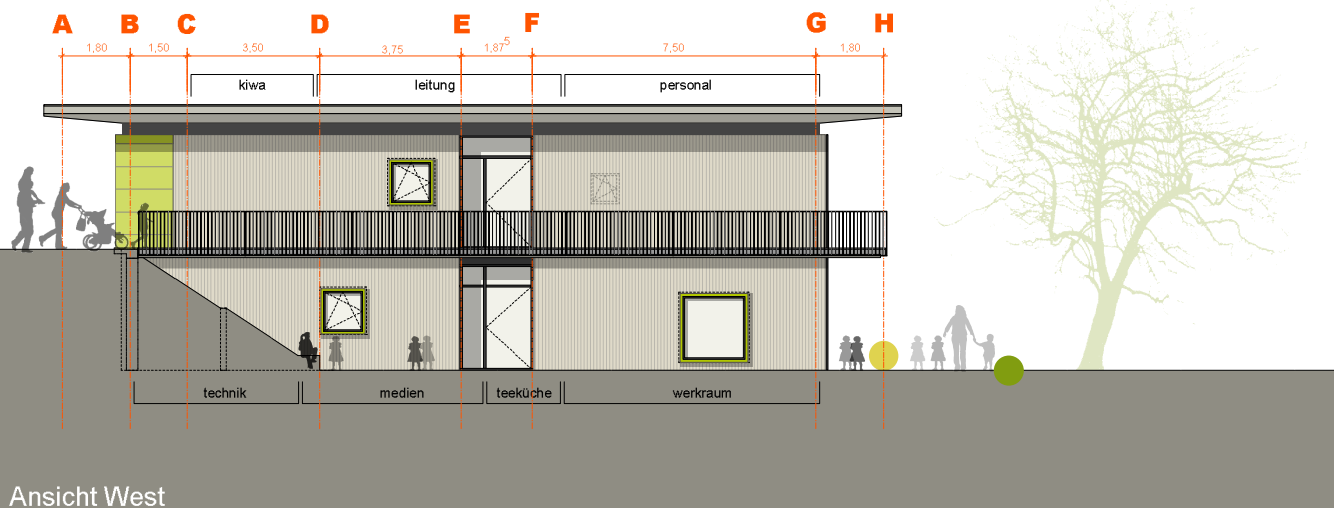 A B C D E F G H
1,80 1,50 3,50 3,75 1,87⁵ 7,50 1,80
kiwa leitung personal
technik medien teeküche werkraum
Ansicht West